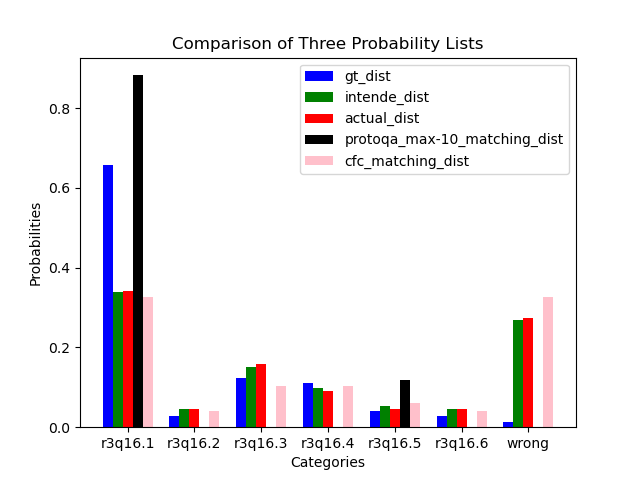 Comparison of Three Probability Lists
gt_dist
intende_dist
actual_dist
protoqa_max-10_matching_dist
cfc_matching_dist
Probabilities
0.8
0.6
0.4
0.2
0.0
r3q16.1 r3q16.2 r3q16.3 r3q16.4 r3q16.5 r3q16.6 wrong
Categories